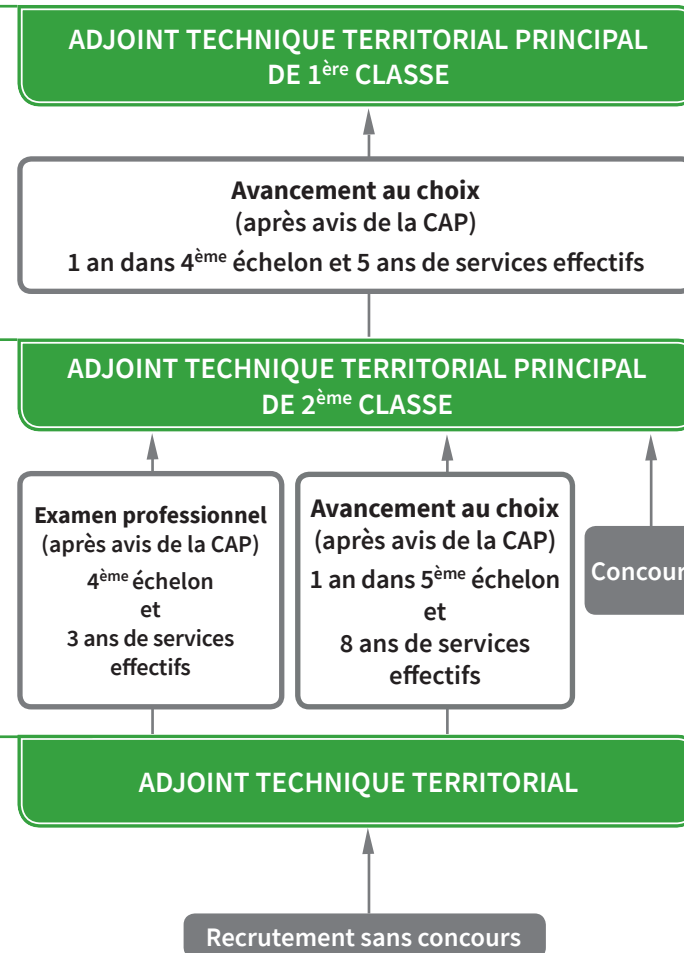 ADJOINT TECHNIQUE TERRITORIAL PRINCIPAL
DE 1ère CLASSE
Avancement au choix
(après avis de la CAP)
1 an dans 4ème échelon et 5 ans de services effectifs
ADJOINT TECHNIQUE TERRITORIAL PRINCIPAL
DE 2ème CLASSE
Examen professionnel
(après avis de la CAP)
4ème échelon
et
3 ans de services
effectifs
Avancement au choix
(après avis de la CAP)
1 an dans 5ème échelon
et
8 ans de services
effectifs
Concour
ADJOINT TECHNIQUE TERRITORIAL
Recrutement sans concours